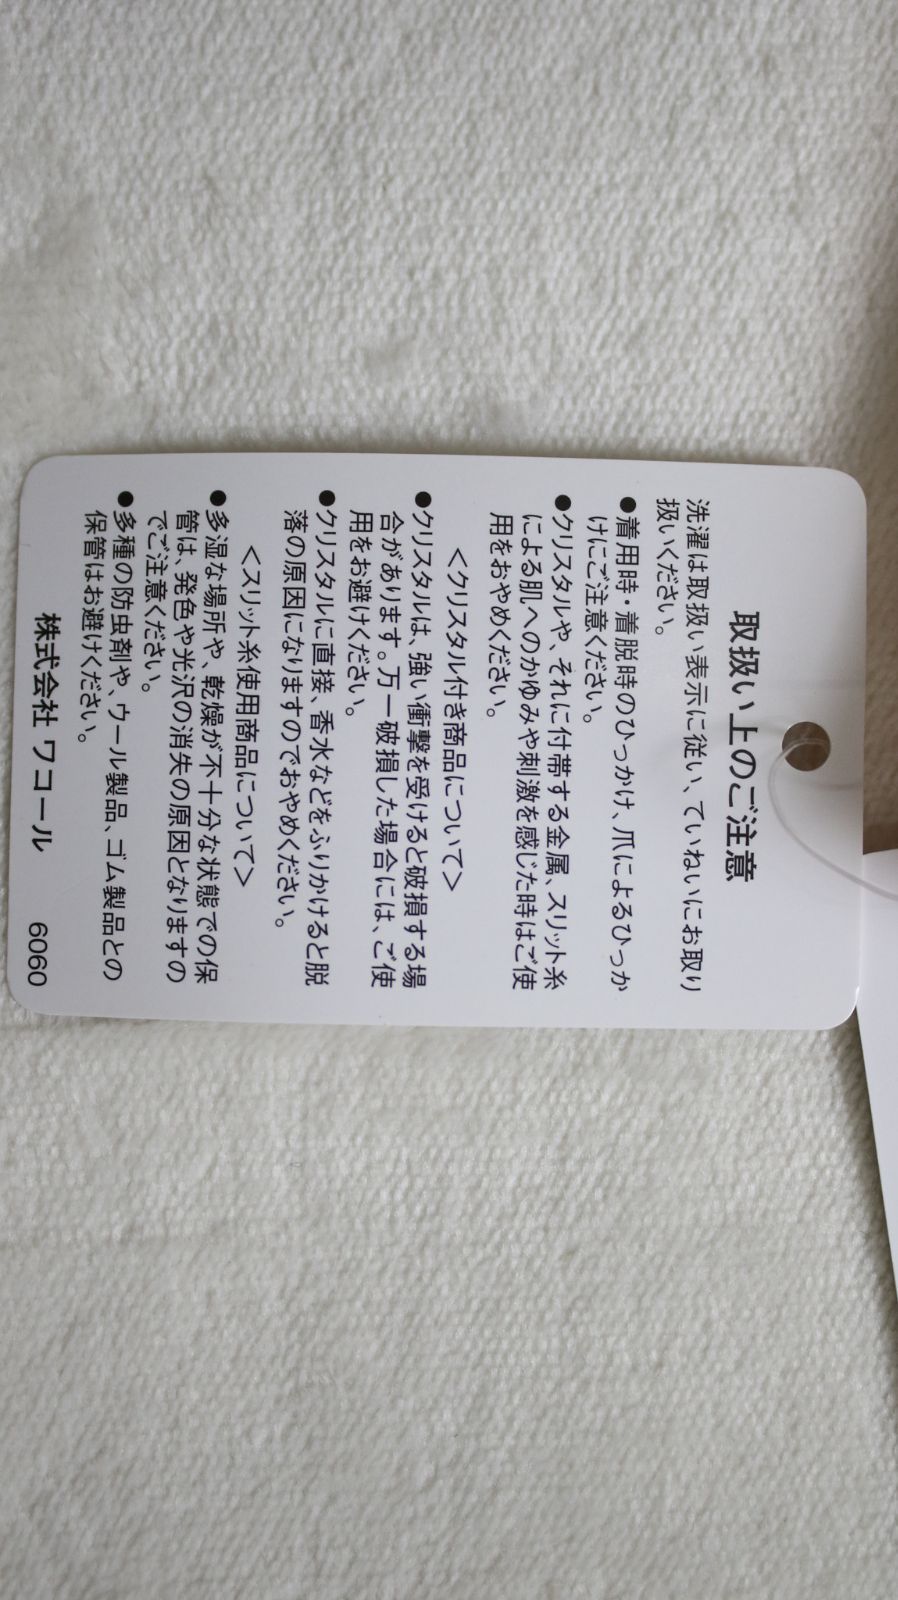 取扱い上のご注意
洗濯は取扱い表示に従い、ていねいにお取り
扱いください。
●着用時・着脱時のひっかけ、爪によるひっか
けにご注意ください。
●クリスタルや、それに付帯する金属、スリット糸
による肌へのかゆみや刺激を感じた時はご使
用をおやめください。
＜クリスタル付き商品について＞
●クリスタルは、強い衝撃を受けると破損する場
合があります。万一破損した場合には、ご使
用をお避けください。
●クリスタルに直接、香水などをふりかけると脱
落の原因になりますのでおやめください。
＜スリット糸使用商品について＞
●多湿な場所や、乾燥が不十分な状態での保
管は、発色や光沢の消失の原因となりますの
でご注意ください。
●多種の防虫剤や、ウール製品、ゴム製品との
保管はお避けください。
株式会社 ワコール 6060